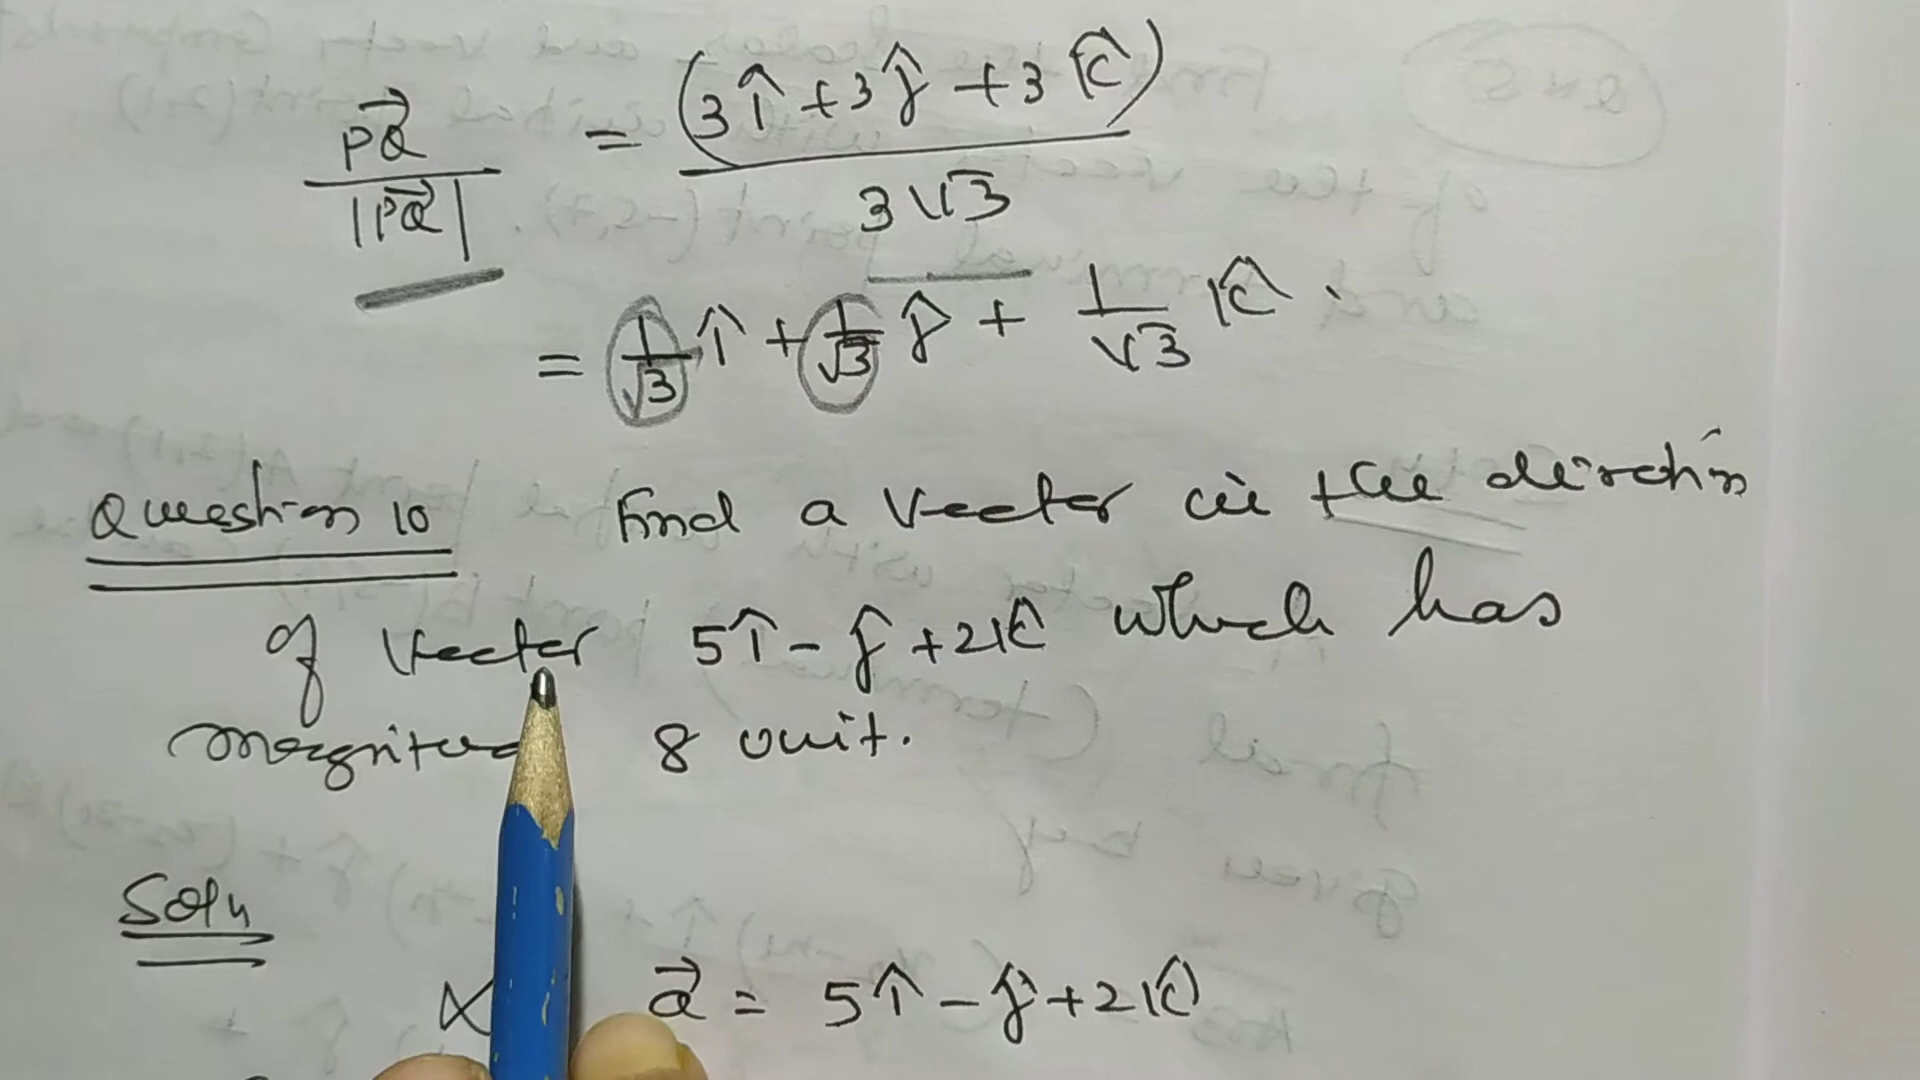 PQ⃗ / |PQ⃗| = (3î + 3ĵ + 3k̂) / 3√3
= 1/√3 î + 1/√3 ĵ + 1/√3 k̂ .
Question 10 Find a vector in the direction
of vector 5î - ĵ + 2k̂ which has
8 unit.
Soln
a⃗ = 5î - ĵ + 2k̂